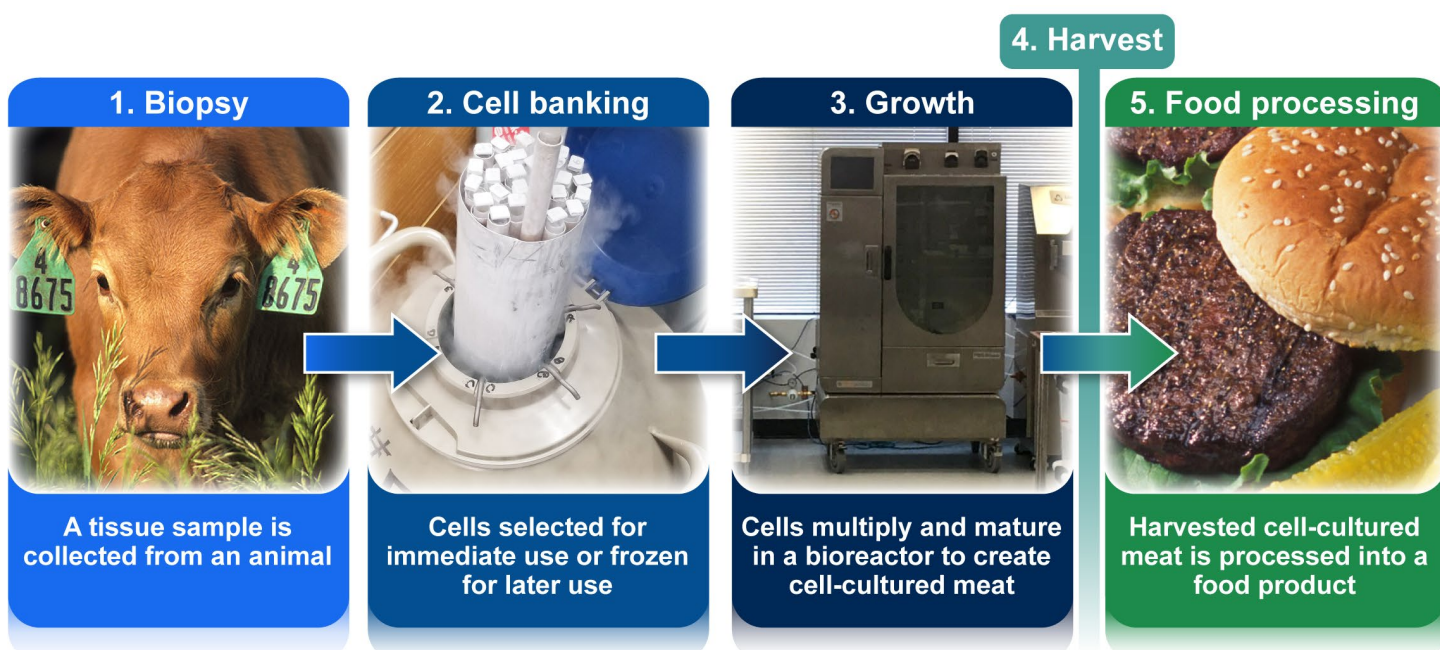 4. Harvest
1. Biopsy
2. Cell banking
3. Growth
5. Food processing
4
8675
4
8675
A tissue sample is
collected from an animal
Cells selected for
immediate use or frozen
for later use
Cells multiply and mature
in a bioreactor to create
cell-cultured meat
Harvested cell-cultured
meat is processed into a
food product